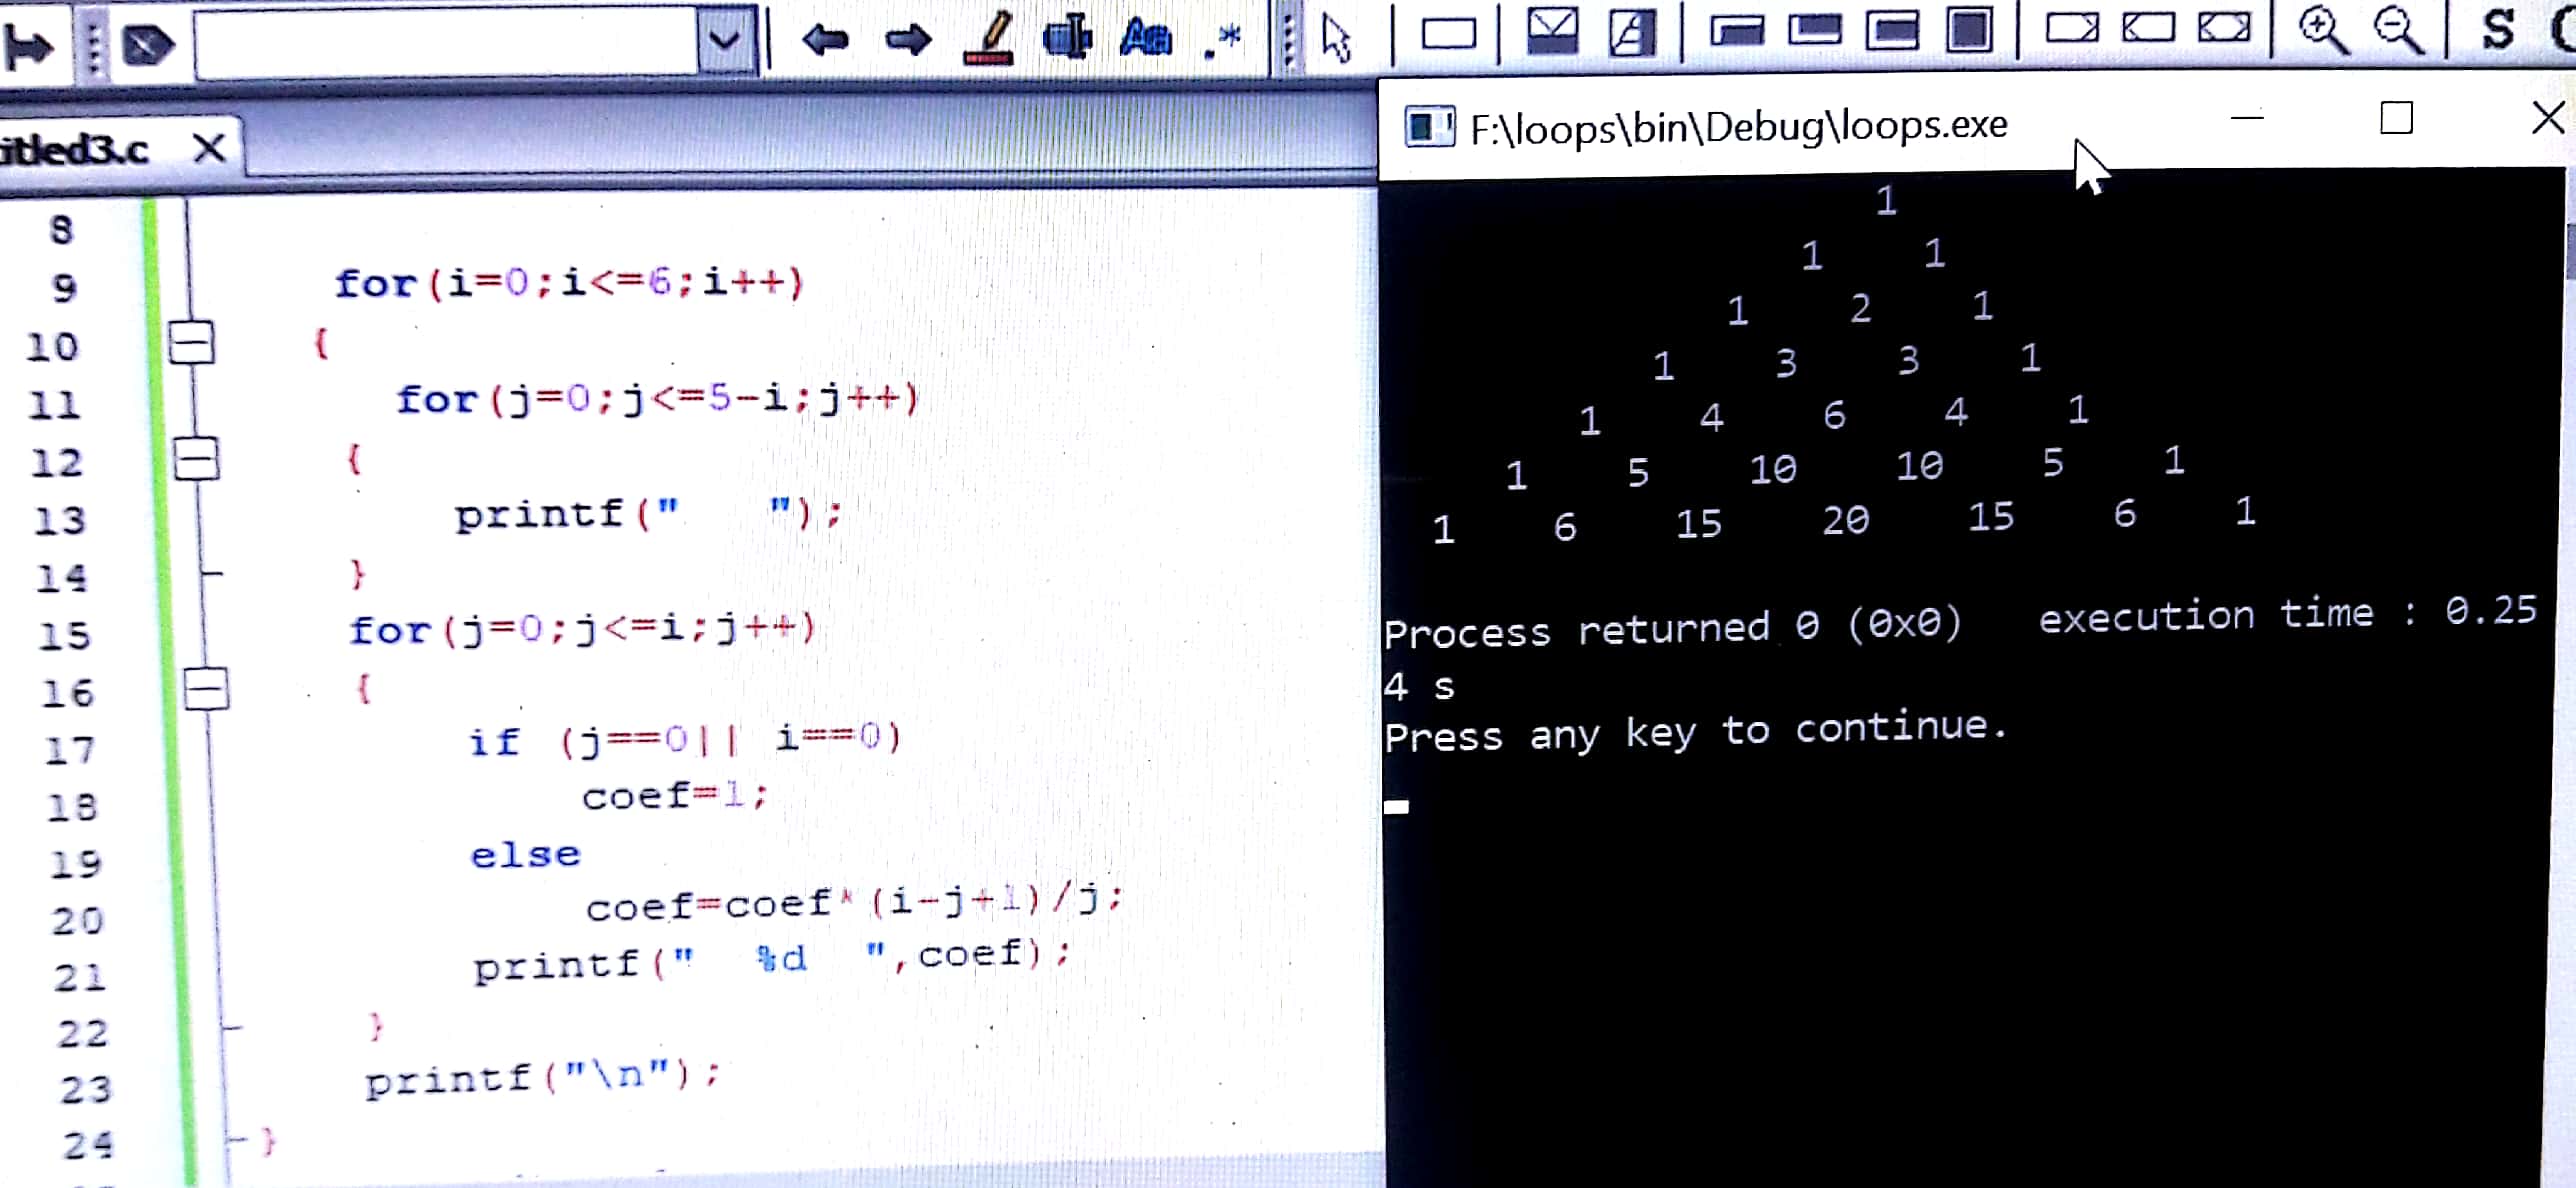 S
itled3.c
8
9 for(i=0;i<=6;i++)
10 {
11 for(j=0;j<=5-i;j++)
12 {
13 printf("   ");
14 }
15 for(j=0;j<=i;j++)
16 {
17 if (j==0|| i==0)
18 coef=1;
19 else
20 coef=coef*(i-j+1)/j;
21 printf("  %d  ",coef);
22 }
23 printf("\n");
24 }
F:\loops\bin\Debug\loops.exe
1
1 1
1 2 1
1 3 3 1
1 4 6 4 1
1 5 10 10 5 1
1 6 15 20 15 6 1
Process returned 0 (0x0)   execution time : 0.25
4 s
Press any key to continue.